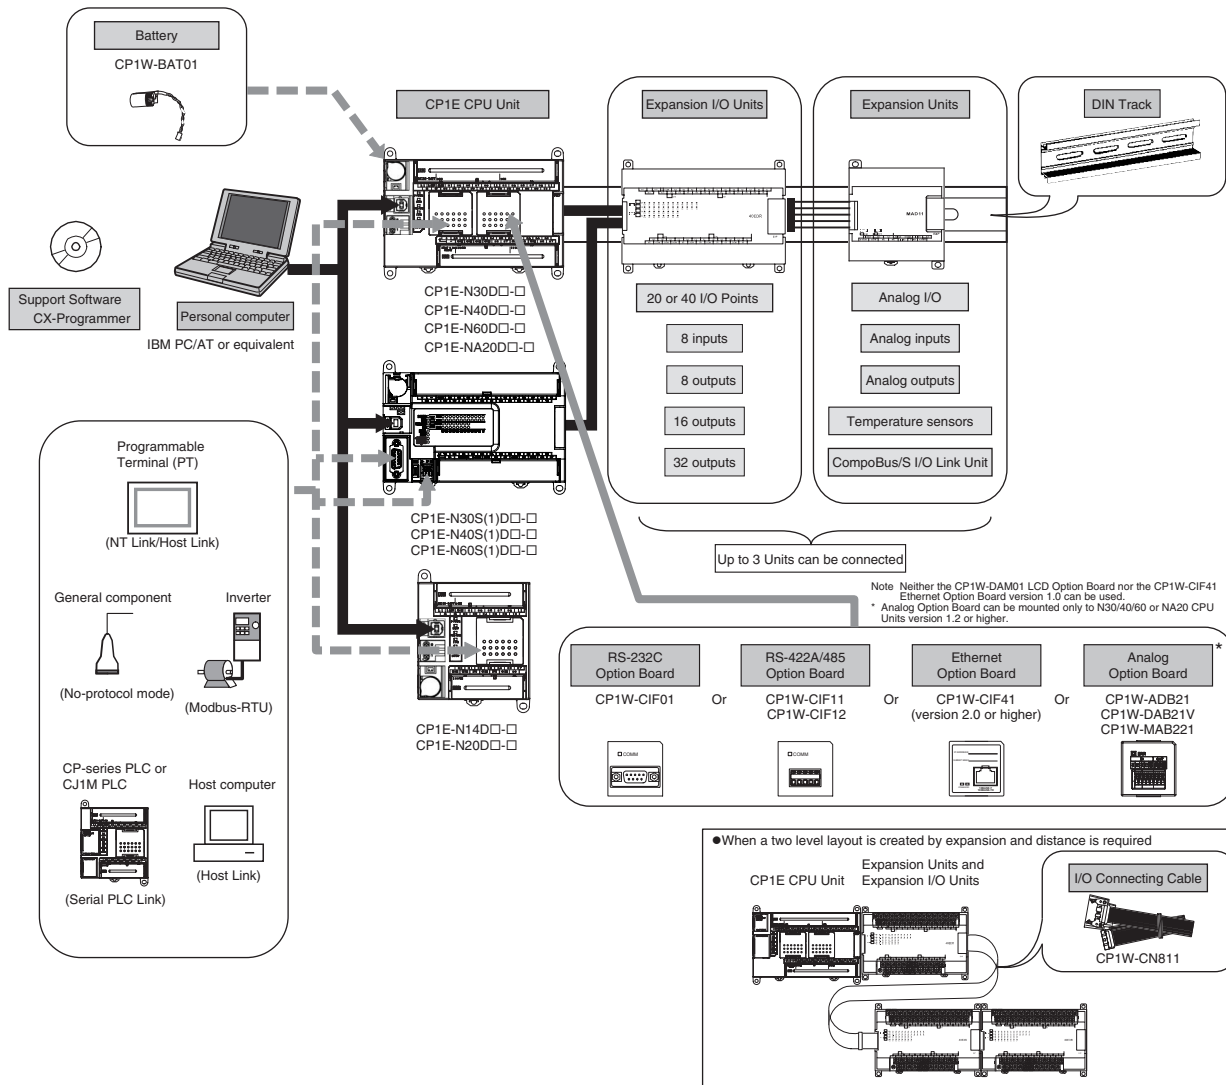 Battery
CP1W-BAT01
CP1E CPU Unit
Expansion I/O Units
Expansion Units
DIN Track
40EDR
MAD11
Support Software
CX-Programmer
Personal computer
IBM PC/AT or equivalent
CP1E-N30D□-□
CP1E-N40D□-□
CP1E-N60D□-□
CP1E-NA20D□-□
20 or 40 I/O Points
8 inputs
8 outputs
16 outputs
32 outputs
Analog I/O
Analog inputs
Analog outputs
Temperature sensors
CompoBus/S I/O Link Unit
Up to 3 Units can be connected
CP1E-N30S(1)D□-□
CP1E-N40S(1)D□-□
CP1E-N60S(1)D□-□
CP1E-N14D□-□
CP1E-N20D□-□
Programmable
Terminal (PT)
(NT Link/Host Link)
General component
Inverter
(No-protocol mode)
(Modbus-RTU)
CP-series PLC or
CJ1M PLC
Host computer
(Host Link)
(Serial PLC Link)
Note Neither the CP1W-DAM01 LCD Option Board nor the CP1W-CIF41
Ethernet Option Board version 1.0 can be used.
* Analog Option Board can be mounted only to N30/40/60 or NA20 CPU
Units version 1.2 or higher.
RS-232C
Option Board
CP1W-CIF01
COMM
Or
RS-422A/485
Option Board
CP1W-CIF11
CP1W-CIF12
COMM
Or
Ethernet
Option Board
CP1W-CIF41
(version 2.0 or higher)
Or
Analog
Option Board
*
CP1W-ADB21
CP1W-DAB21V
CP1W-MAB221
●When a two level layout is created by expansion and distance is required
CP1E CPU Unit
Expansion Units and
Expansion I/O Units
I/O Connecting Cable
CP1W-CN811